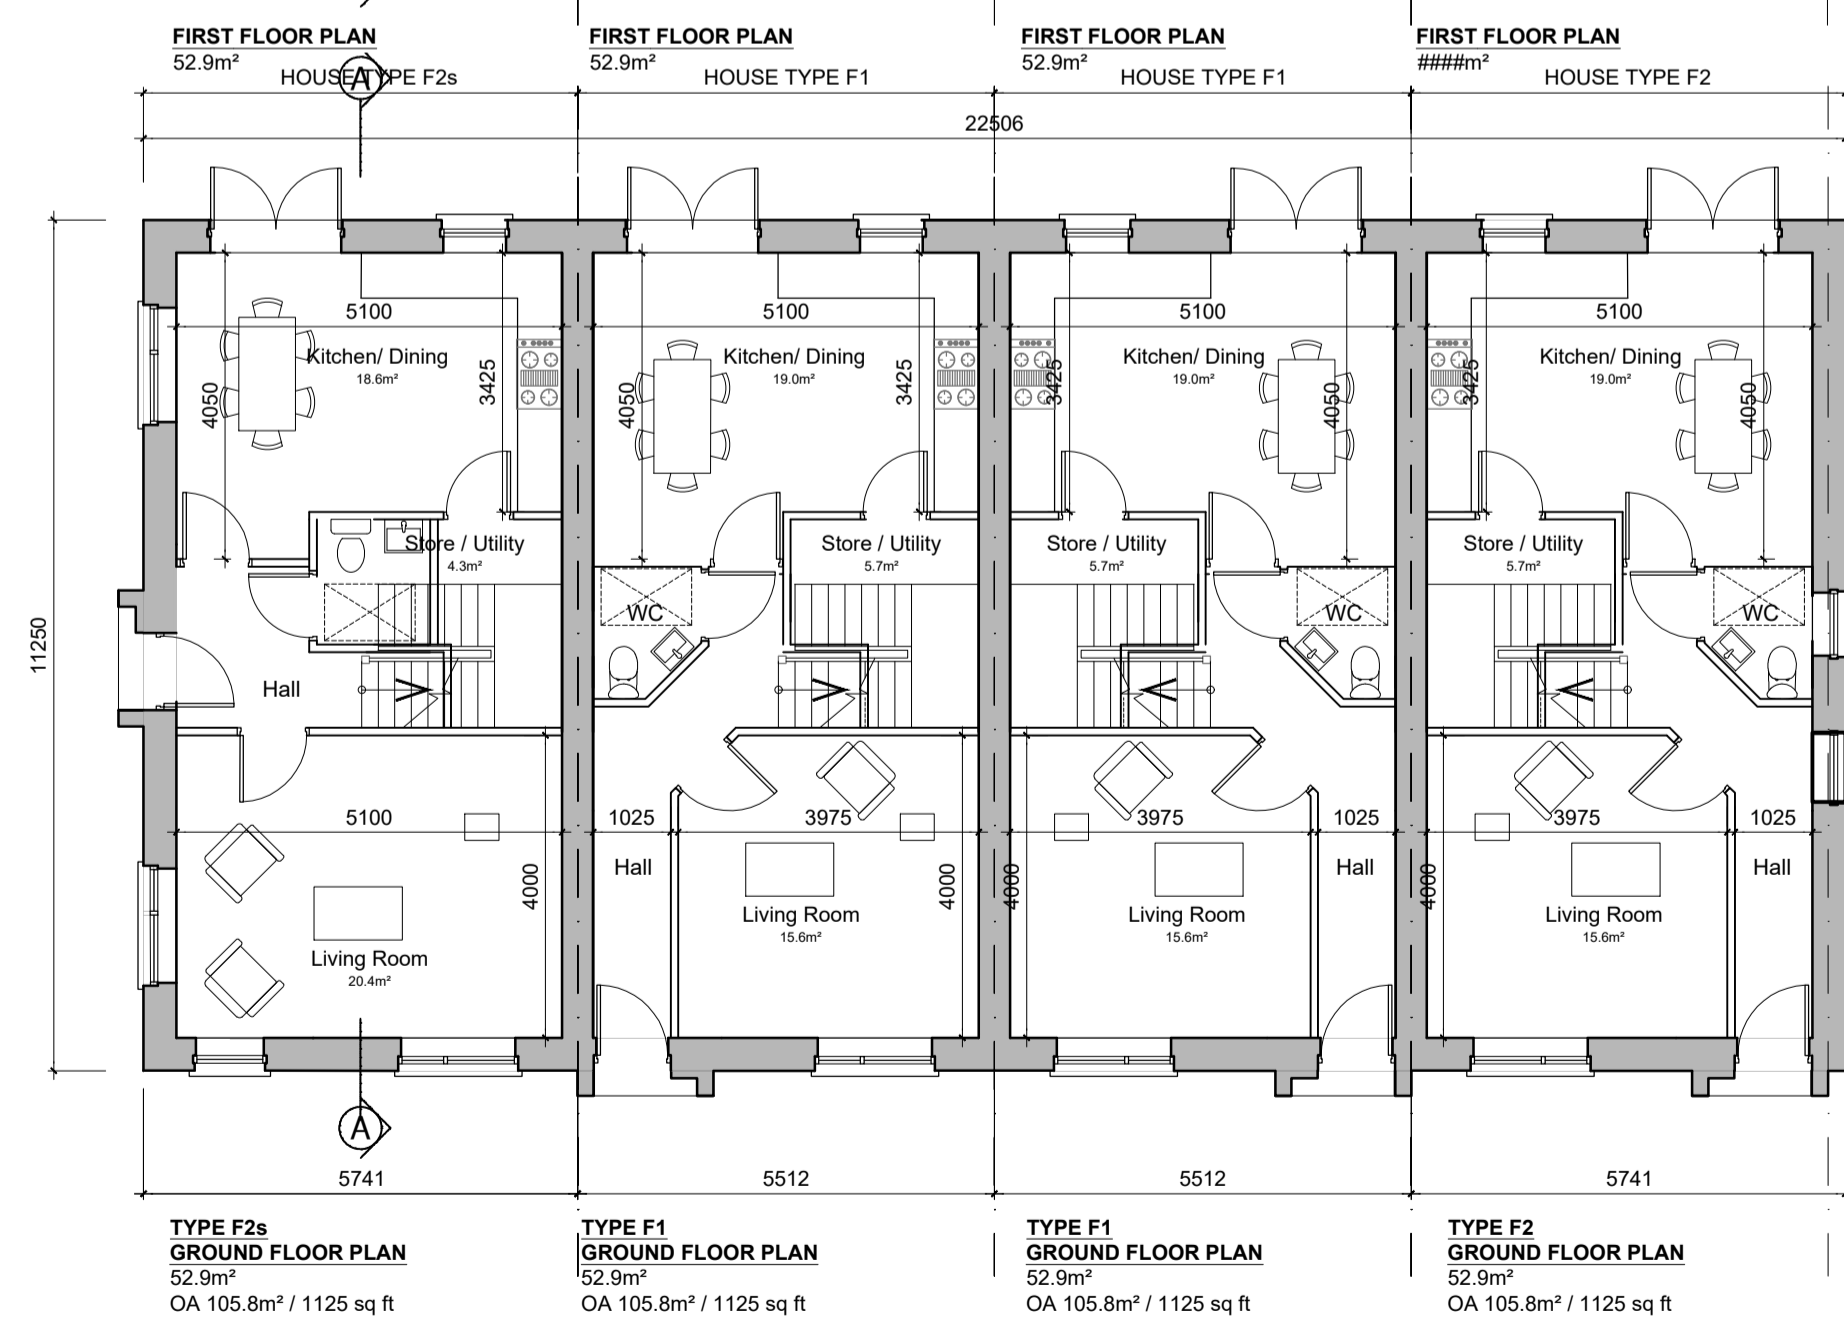 FIRST FLOOR PLAN
52.9m²
FIRST FLOOR PLAN
52.9m²
FIRST FLOOR PLAN
52.9m²
FIRST FLOOR PLAN
####m²
HOUSE TYPE F2s
HOUSE TYPE F1
HOUSE TYPE F1
HOUSE TYPE F2
A
22506
11250
5100
Kitchen/ Dining
18.6m²
4050
3425
Store / Utility
4.3m²
Hall
5100
4000
Living Room
20.4m²
A
5100
Kitchen/ Dining
19.0m²
4050
3425
Store / Utility
5.7m²
WC
1025
3975
Hall
4000
Living Room
15.6m²
5100
Kitchen/ Dining
19.0m²
3425
4050
Store / Utility
5.7m²
WC
3975
1025
4000
Hall
Living Room
15.6m²
5100
Kitchen/ Dining
19.0m²
3425
4050
Store / Utility
5.7m²
WC
3975
1025
4000
Hall
Living Room
15.6m²
5741
5512
5512
5741
TYPE F2s
GROUND FLOOR PLAN
52.9m²
OA 105.8m² / 1125 sq ft
TYPE F1
GROUND FLOOR PLAN
52.9m²
OA 105.8m² / 1125 sq ft
TYPE F1
GROUND FLOOR PLAN
52.9m²
OA 105.8m² / 1125 sq ft
TYPE F2
GROUND FLOOR PLAN
52.9m²
OA 105.8m² / 1125 sq ft